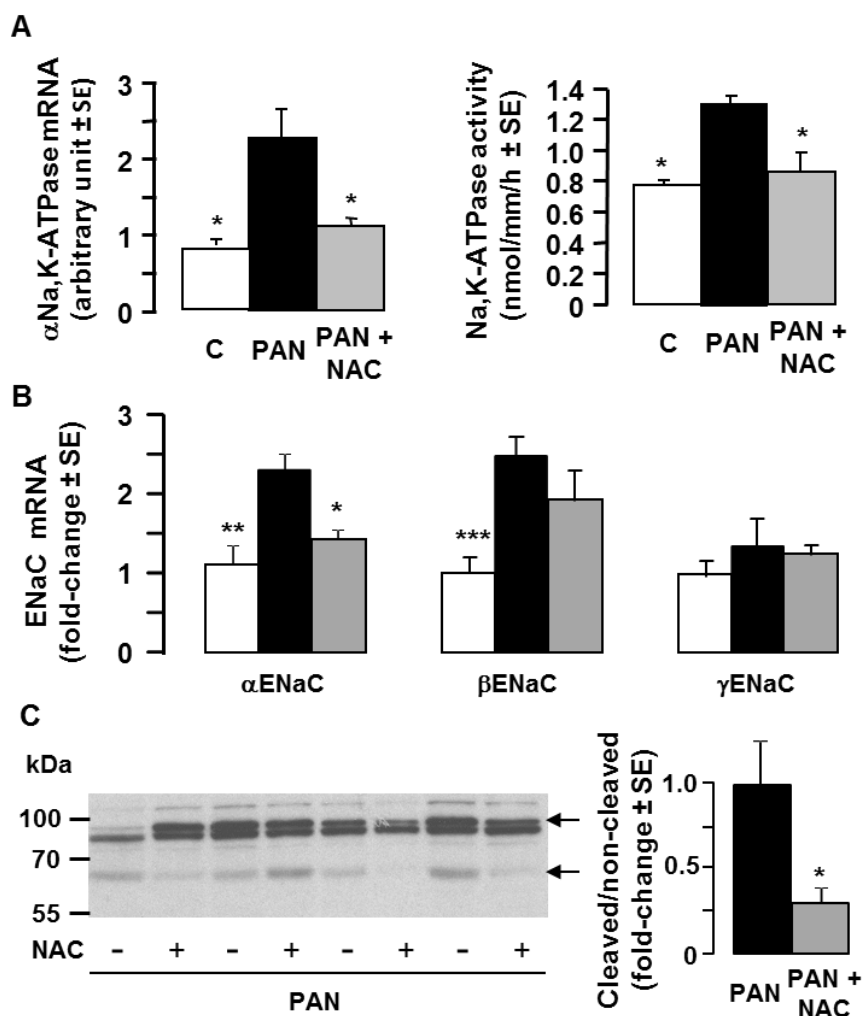 A
αNa,K-ATPase mRNA
(arbitrary unit ± SE)
3
2
1
0
*
*
C
PAN
PAN +
NAC
Na,K-ATPase activity
(nmol/mm/h ± SE)
1.4
1.2
1.0
0.8
0.6
0.4
0.2
0
*
*
C
PAN
PAN +
NAC
B
ENaC mRNA
(fold-change ± SE)
3
2
1
0
**
*
***
αENaC
βENaC
γENaC
C
kDa
100
70
55
NAC
- + - + - + - +
PAN
Cleaved/non-cleaved
(fold-change ± SE)
1.0
0.5
0
*
PAN
PAN +
NAC